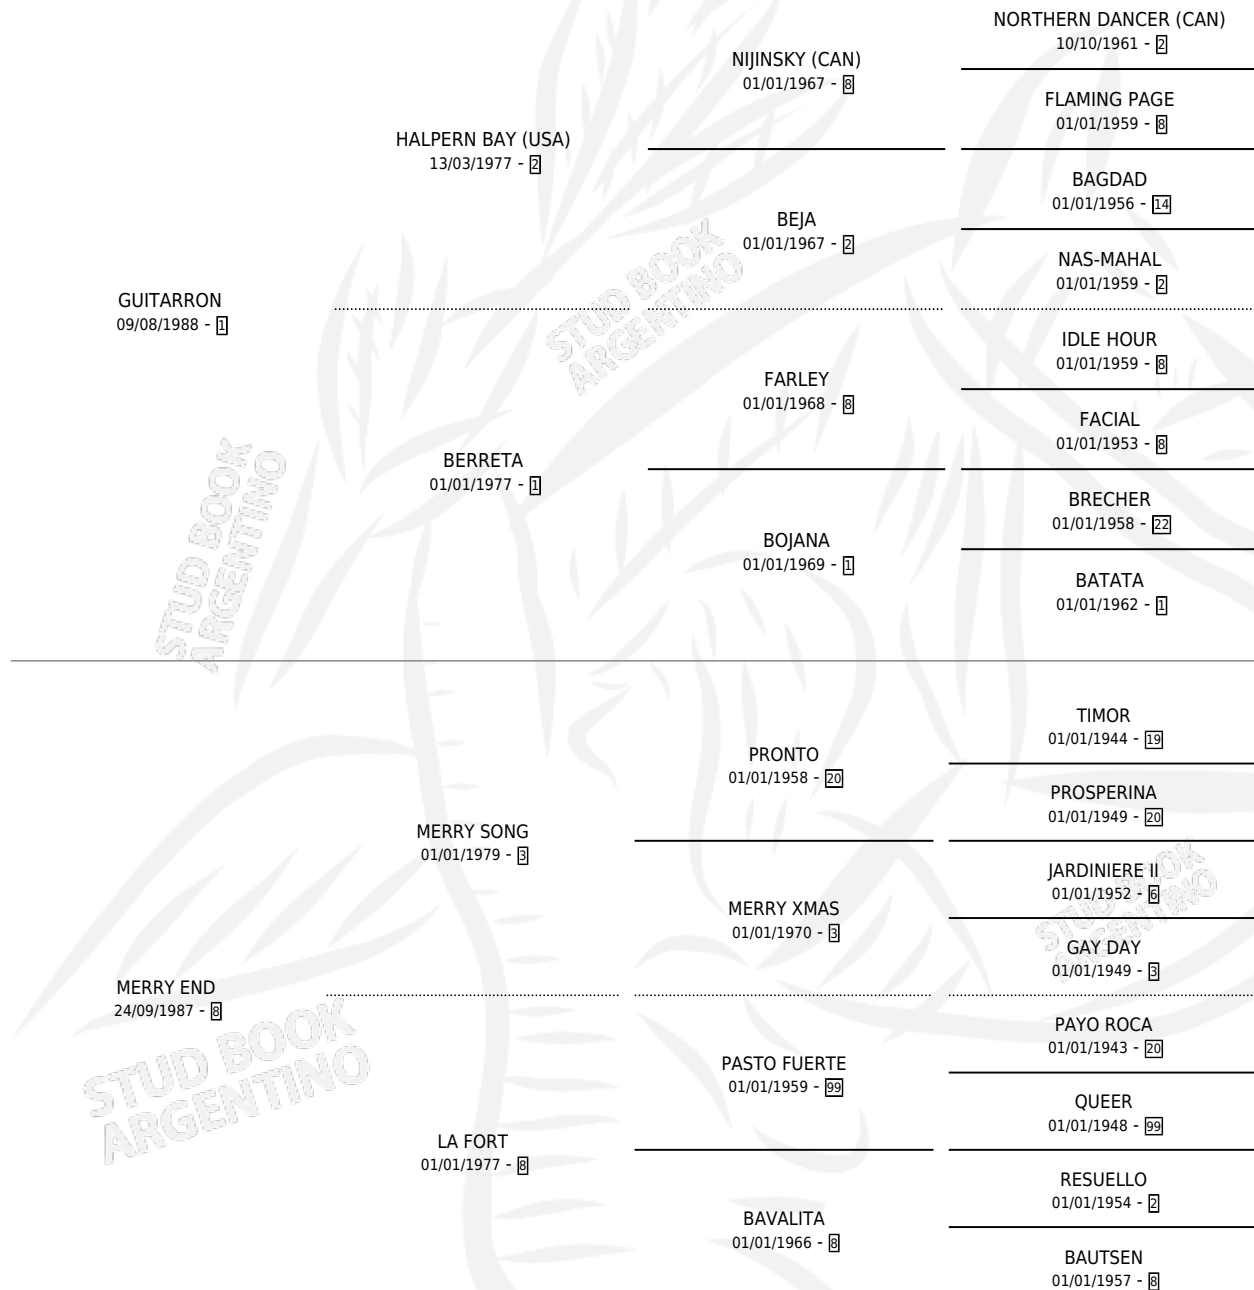 NORTHERN DANCER (CAN)
10/10/1961 - 2
NIJINSKY (CAN)
01/01/1967 - 8
FLAMING PAGE
01/01/1959 - 8
HALPERN BAY (USA)
13/03/1977 - 2
BAGDAD
01/01/1956 - 14
BEJA
01/01/1967 - 2
NAS-MAHAL
01/01/1959 - 2
GUITARRON
09/08/1988 - 1
IDLE HOUR
01/01/1959 - 8
FARLEY
01/01/1968 - 8
FACIAL
01/01/1953 - 8
BERRETA
01/01/1977 - 1
BRECHER
01/01/1958 - 22
BOJANA
01/01/1969 - 1
BATATA
01/01/1962 - 1
STUD BOOK
ARGENTINO
STUD BOOK
ARGENTINO
TIMOR
01/01/1944 - 19
PRONTO
01/01/1958 - 20
PROSPERINA
01/01/1949 - 20
MERRY SONG
01/01/1979 - 3
JARDINIERE II
01/01/1952 - 6
MERRY XMAS
01/01/1970 - 3
GAY DAY
01/01/1949 - 3
STUD BOOK
ARGENTINO
MERRY END
24/09/1987 - 8
PAYO ROCA
01/01/1943 - 20
PASTO FUERTE
01/01/1959 - 99
QUEER
01/01/1948 - 99
LA FORT
01/01/1977 - 8
RESUELLO
01/01/1954 - 2
BAVALITA
01/01/1966 - 8
BAUTSEN
01/01/1957 - 8
STUD BOOK
ARGENTINO